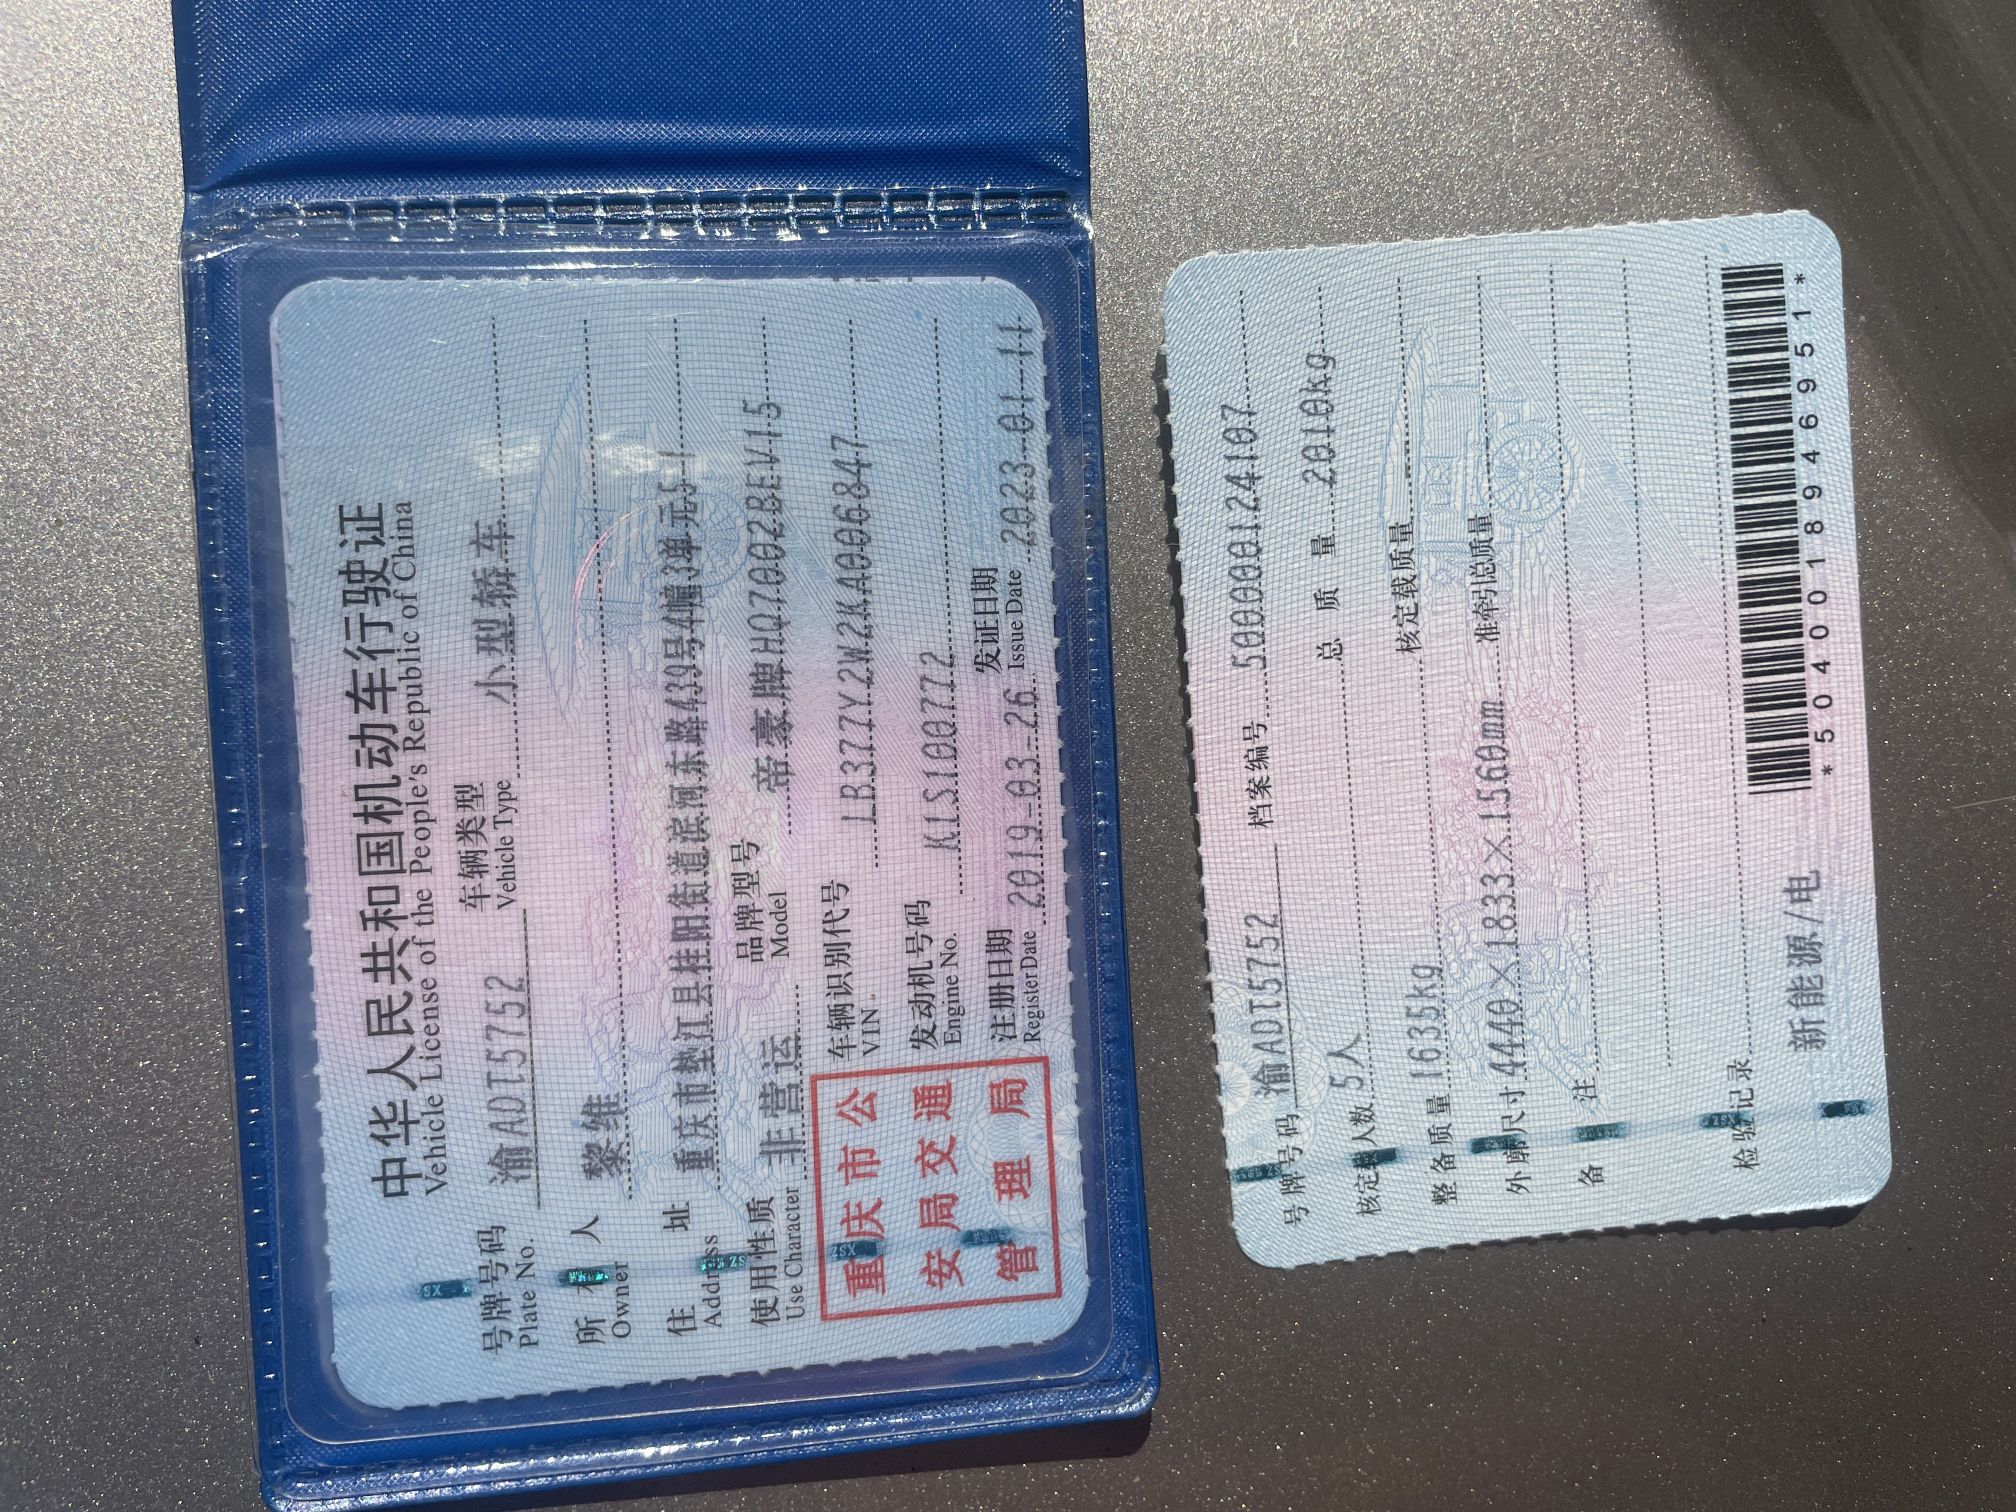 中华人民共和国机动车行驶证
Vehicle License of the People's Republic of China
号牌号码 渝ADT5752 车辆类型 小型轿车
Plate No. Vehicle Type
所有人 黎维
Owner
住址 重庆市垫江县桂阳街道滨河东路439号4幢3单元5-1
Address
使用性质 非营运 品牌型号 帝豪牌HQ7002BEV15
Use Character Model
重庆市公安局交通管理局
车辆识别代号 LB377Y2W2KA006847
VIN
发动机号码 K1S100772
Engine No.
注册日期 2019-03-26 发证日期 2023-01-11
Register Date Issue Date
号牌号码 渝ADT5752 档案编号 500000124107
核定载人数 5人 总质量 2010kg
整备质量 1635kg 核定载质量
外廓尺寸 4440×1833×1560mm 准牵引总质量
备注
检验记录
新能源/电
*5040018946951*